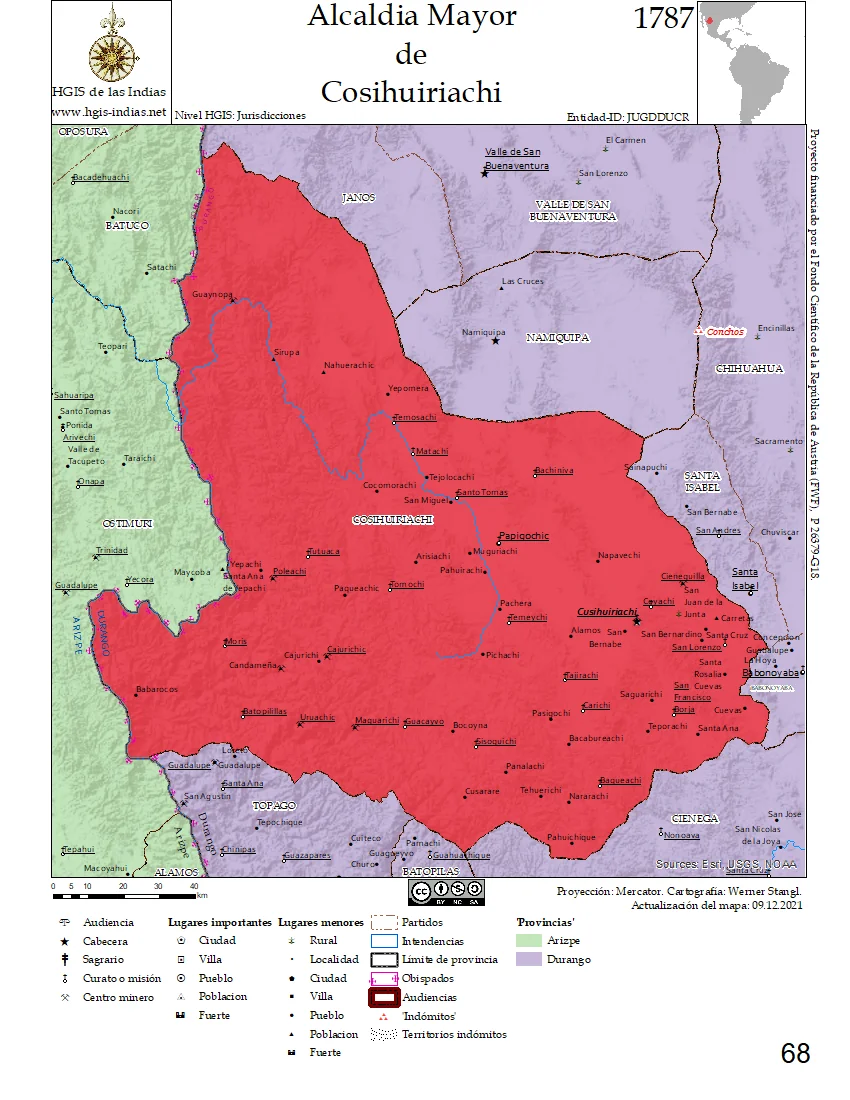 Alcaldia Mayor
de
Cosihuiriachi
1787
HGIS de las Indias
www.hgis-indias.net
Nivel HGIS: Jurisdicciones
Entidad-ID: JUGDDUCR
Proyecto financiado por el Fondo Científico de la República de Austria (FWF), P 26379-G18.
OPOSURA
Bacadehuachi
Nacori
BATUCO
Satachi
Guaynopa
Teopari
Sahuaripa
Santo Tomas
Ponida
Arivechi
Valle de
Tacupeto
Taraichi
Onapa
OSTIMURI
Trinidad
Guadalupe
Yecora
Maycoba
ARIZPE
DURANGO
JANOS
Valle de San
Buenaventura
El Carmen
San Lorenzo
VALLE DE SAN
BUENAVENTURA
Las Cruces
Namiquipa
NAMIQUIPA
Conchos
Encinillas
CHIHUAHUA
Sacramento
Sirupa
Nahuerachic
Yepomera
Temosachi
Matachi
Tejolocachi
Cocomorachi
San Miguel
Santo Tomas
Bachiniva
Sainapuchi
SANTA
ISABEL
San Bernabe
San Andres
Chuviscar
COSIHUIRIACHI
Papigochic
Muguriachi
Arisiachi
Pahuirachi
Napavechi
Tutuaca
Yepachi
Santa Ana
de Yepachi
Poleachi
Pagueachic
Tomochi
Cieneguilla
Santa
Isabel
Coyachi
San
Juan de la
Junta
Cusihuiriachi
Pachera
Temeychi
Carretas
Alamos
San
Bernabe
San Bernardino
Santa Cruz
San Lorenzo
Concepcion
Guadalupe
La Hoya
Babonoyaba
BABONOYABA
Moris
Cajurichi
Cajurichic
Candameña
Pichachi
Santa
Rosalia
Tajirachi
Babarocos
Saguarichi
San
Francisco
Borja
Cuevas
Cuevas
Carichi
Batopilillas
Uruachic
Maguarichi
Guacayvo
Bocoyna
Pasigochi
Teporachi
Santa Ana
Sisoquichi
Bacabureachi
Loreto
Guadalupe
Guadalupe
Santa Ana
San Agustin
TOPAGO
Panalachi
Baqueachi
Cusarare
Tehuerichi
Nararachi
Tepochique
CIENEGA
San José
San Nicolas
de la Joya
Nonoava
Pahuichique
Cuiteco
Pamachi
Guagueyvo
Churo
Guahuachique
Tepahui
Macoyahui
ALAMOS
Chinipas
Guazapares
BATOPILAS
Arizpe
Durango
Santa Cruz
Sources: Esri, USGS, NOAA
0 5 10 20 30 40
km
CC BY NC SA
Proyección: Mercator. Cartografía: Werner Stangl.
Actualización del mapa: 09.12.2021
Audiencia
Cabecera
Sagrario
Curato o misión
Centro minero
Lugares importantes
Ciudad
Villa
Pueblo
Poblacion
Fuerte
Lugares menores
Rural
Localidad
Ciudad
Villa
Pueblo
Poblacion
Fuerte
Partidos
Intendencias
Límite de provincia
Obispados
Audiencias
'Indómitos'
Territorios indómitos
'Provincias'
Arizpe
Durango
68